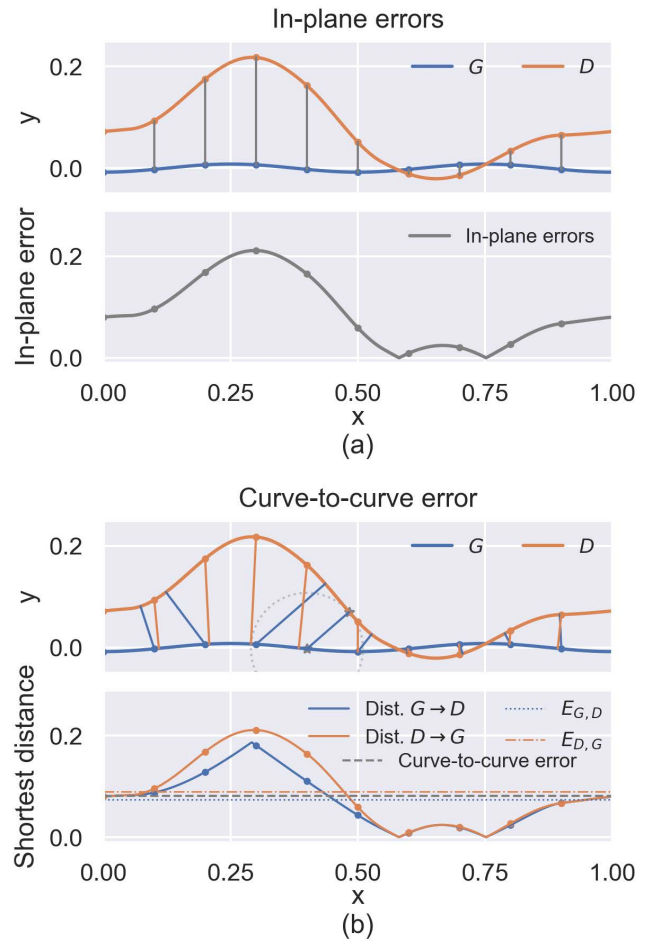 In-plane errors
G D
0.2
y
0.0
In-plane errors
0.2
In-plane error
0.0
0.00 0.25 0.50 0.75 1.00
x
(a)
Curve-to-curve error
G D
0.2
y
0.0
Dist. G → D E_{G,D}
Dist. D → G E_{D,G}
Curve-to-curve error
0.2
Shortest distance
0.0
0.00 0.25 0.50 0.75 1.00
x
(b)